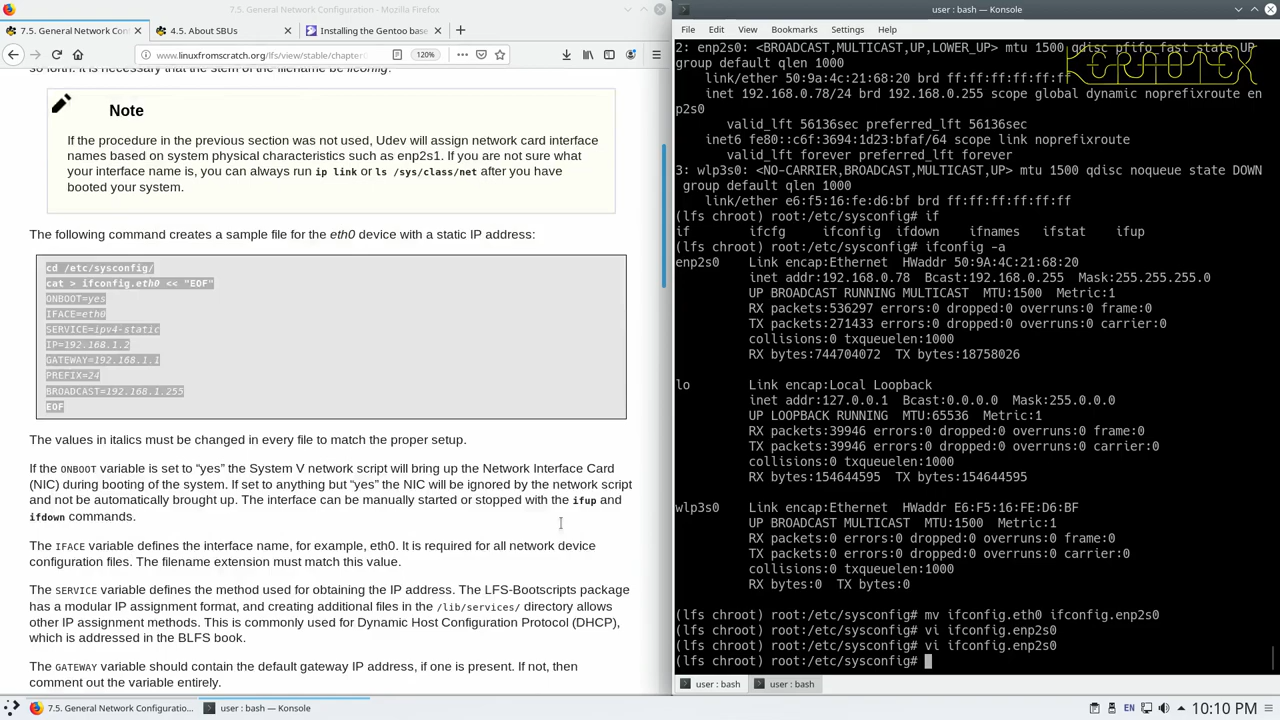 7.5. General Network Configuration - Mozilla Firefox
7.5. General Network Con
4.5. About SBUs
Installing the Gentoo base
www.linuxfromscratch.org/lfs/view/stable/chapter
120%
so forth. It is necessary that the stem of the filename be ifconfig.
Note
If the procedure in the previous section was not used, Udev will assign network card interface
names based on system physical characteristics such as enp2s1. If you are not sure what
your interface name is, you can always run ip link or ls /sys/class/net after you have
booted your system.
The following command creates a sample file for the eth0 device with a static IP address:
cd /etc/sysconfig/
cat > ifconfig.eth0 << "EOF"
ONBOOT=yes
IFACE=eth0
SERVICE=ipv4-static
IP=192.168.1.2
GATEWAY=192.168.1.1
PREFIX=24
BROADCAST=192.168.1.255
EOF
The values in italics must be changed in every file to match the proper setup.
If the ONBOOT variable is set to “yes” the System V network script will bring up the Network Interface Card
(NIC) during booting of the system. If set to anything but “yes” the NIC will be ignored by the network script
and not be automatically brought up. The interface can be manually started or stopped with the ifup and
ifdown commands.
The IFACE variable defines the interface name, for example, eth0. It is required for all network device
configuration files. The filename extension must match this value.
The SERVICE variable defines the method used for obtaining the IP address. The LFS-Bootscripts package
has a modular IP assignment format, and creating additional files in the /lib/services/ directory allows
other IP assignment methods. This is commonly used for Dynamic Host Configuration Protocol (DHCP),
which is addressed in the BLFS book.
The GATEWAY variable should contain the default gateway IP address, if one is present. If not, then
comment out the variable entirely.
user : bash — Konsole
File Edit View Bookmarks Settings Help
2: enp2s0: <BROADCAST,MULTICAST,UP,LOWER_UP> mtu 1500 qdisc pfifo_fast state UP
group default qlen 1000
link/ether 50:9a:4c:21:68:20 brd ff:ff:ff:ff:ff:ff
inet 192.168.0.78/24 brd 192.168.0.255 scope global dynamic noprefixroute en
p2s0
valid_lft 56136sec preferred_lft 56136sec
inet6 fe80::c6f:3694:1d23:bfaf/64 scope link noprefixroute
valid_lft forever preferred_lft forever
3: wlp3s0: <NO-CARRIER,BROADCAST,MULTICAST,UP> mtu 1500 qdisc noqueue state DOWN
group default qlen 1000
link/ether e6:f5:16:fe:d6:bf brd ff:ff:ff:ff:ff:ff
(lfs chroot) root:/etc/sysconfig# if
if ifcfg ifconfig ifdown ifnames ifstat ifup
(lfs chroot) root:/etc/sysconfig# ifconfig -a
enp2s0 Link encap:Ethernet HWaddr 50:9A:4C:21:68:20
inet addr:192.168.0.78 Bcast:192.168.0.255 Mask:255.255.255.0
UP BROADCAST RUNNING MULTICAST MTU:1500 Metric:1
RX packets:536297 errors:0 dropped:0 overruns:0 frame:0
TX packets:271433 errors:0 dropped:0 overruns:0 carrier:0
collisions:0 txqueuelen:1000
RX bytes:744704072 TX bytes:18758026
lo Link encap:Local Loopback
inet addr:127.0.0.1 Bcast:0.0.0.0 Mask:255.0.0.0
UP LOOPBACK RUNNING MTU:65536 Metric:1
RX packets:39946 errors:0 dropped:0 overruns:0 frame:0
TX packets:39946 errors:0 dropped:0 overruns:0 carrier:0
collisions:0 txqueuelen:1000
RX bytes:154644595 TX bytes:154644595
wlp3s0 Link encap:Ethernet HWaddr E6:F5:16:FE:D6:BF
UP BROADCAST MULTICAST MTU:1500 Metric:1
RX packets:0 errors:0 dropped:0 overruns:0 frame:0
TX packets:0 errors:0 dropped:0 overruns:0 carrier:0
collisions:0 txqueuelen:1000
RX bytes:0 TX bytes:0
(lfs chroot) root:/etc/sysconfig# mv ifconfig.eth0 ifconfig.enp2s0
(lfs chroot) root:/etc/sysconfig# vi ifconfig.enp2s0
(lfs chroot) root:/etc/sysconfig# vi ifconfig.enp2s0
(lfs chroot) root:/etc/sysconfig#
user : bash
user : bash
7.5. General Network Configuratio...
user : bash — Konsole
EN
10:10 PM